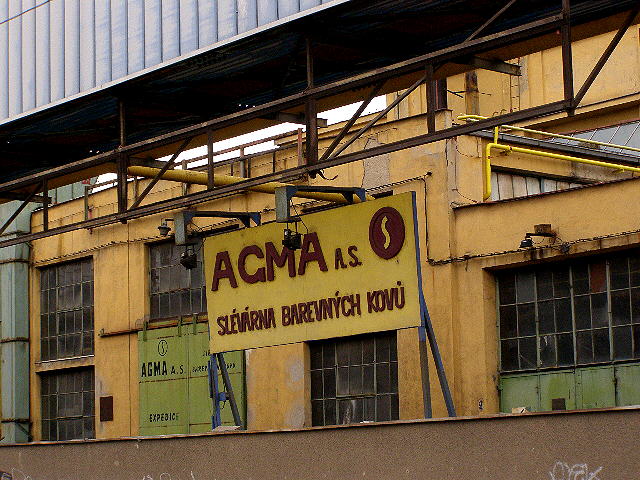 AGMA A.S.
SLÉVÁRNA BAREVNÝCH KOVŮ
AGMA A.S.
EXPEDICE